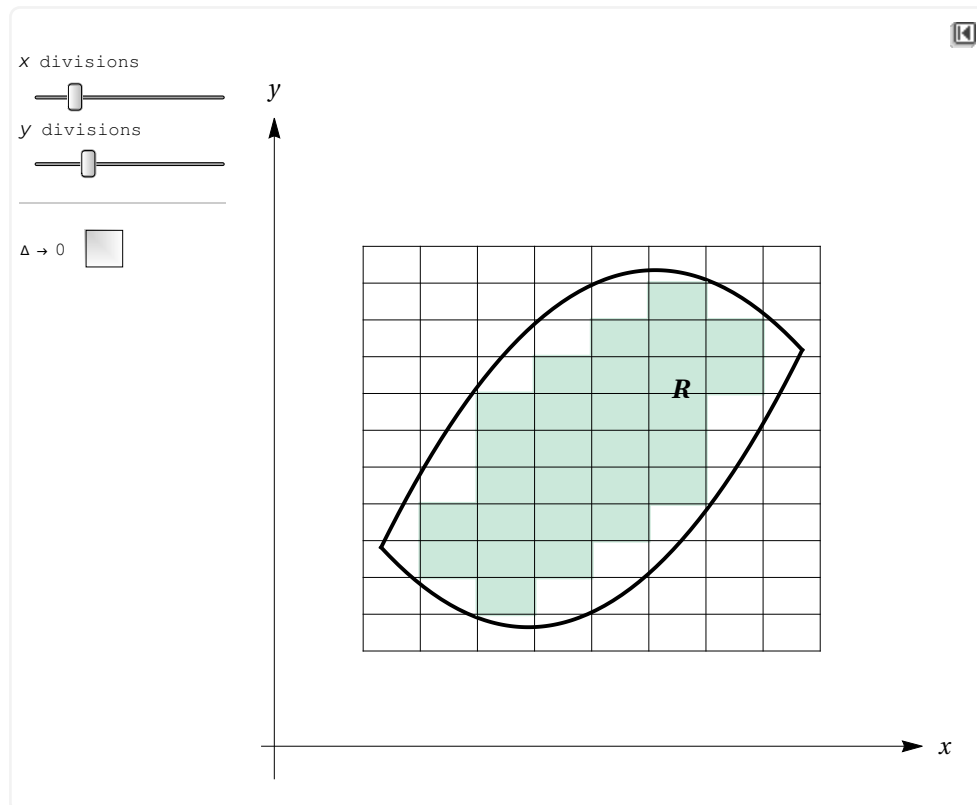 x divisions
y divisions
Δ → 0
y
R
x